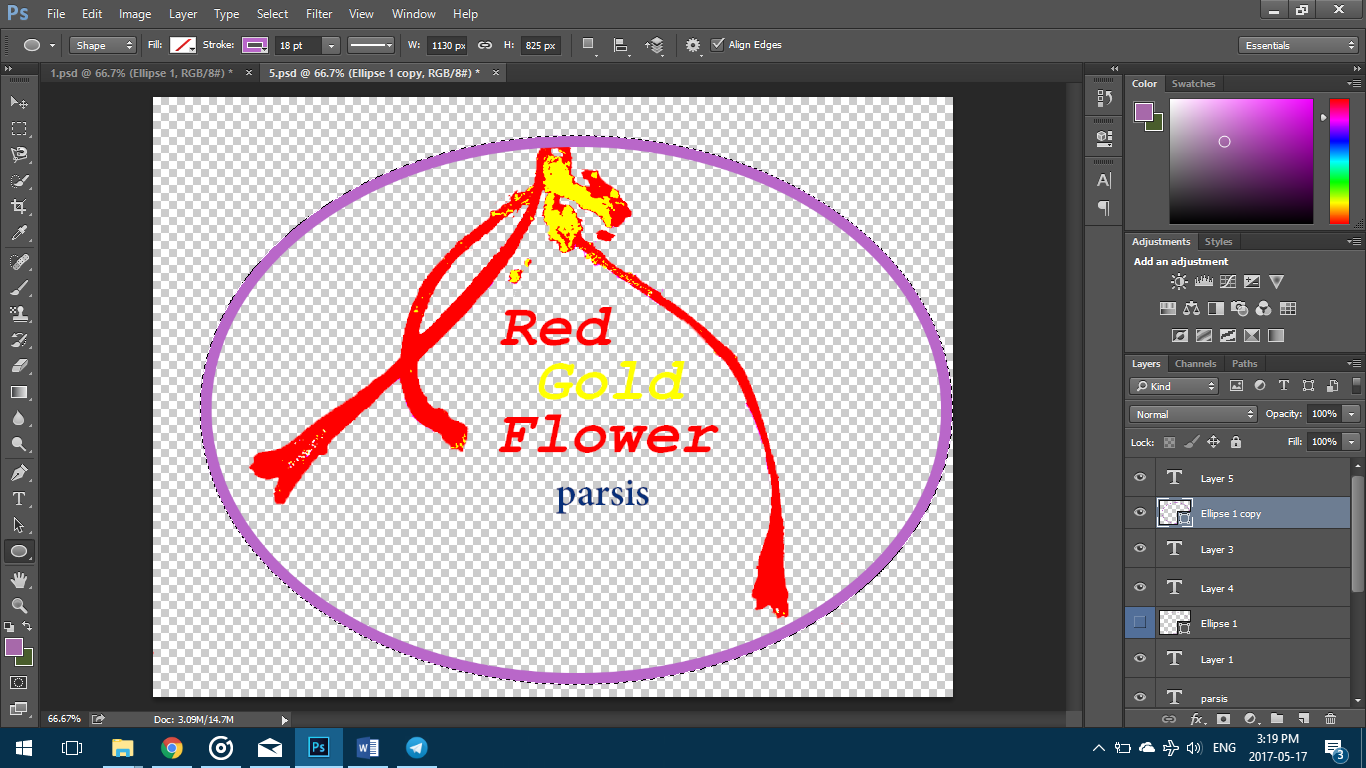 Ps File Edit Image Layer Type Select Filter View Window Help
Shape Fill: Stroke: 18 pt W: 1130 px H: 825 px Align Edges Essentials
1.psd @ 66.7% (Ellipse 1, RGB/8#) * × 5.psd @ 66.7% (Ellipse 1 copy, RGB/8#) * ×
Color Swatches
Red
Gold
Flower
parsis
A
Adjustments Styles
Add an adjustment
Layers Channels Paths
Kind
Normal Opacity: 100%
Lock: Fill: 100%
T Layer 5
Ellipse 1 copy
T Layer 3
T Layer 4
Ellipse 1
T Layer 1
T parsis
fx
66.67% Doc: 3.09M/14.7M
Ps W ENG 3:19 PM
2017-05-17 3